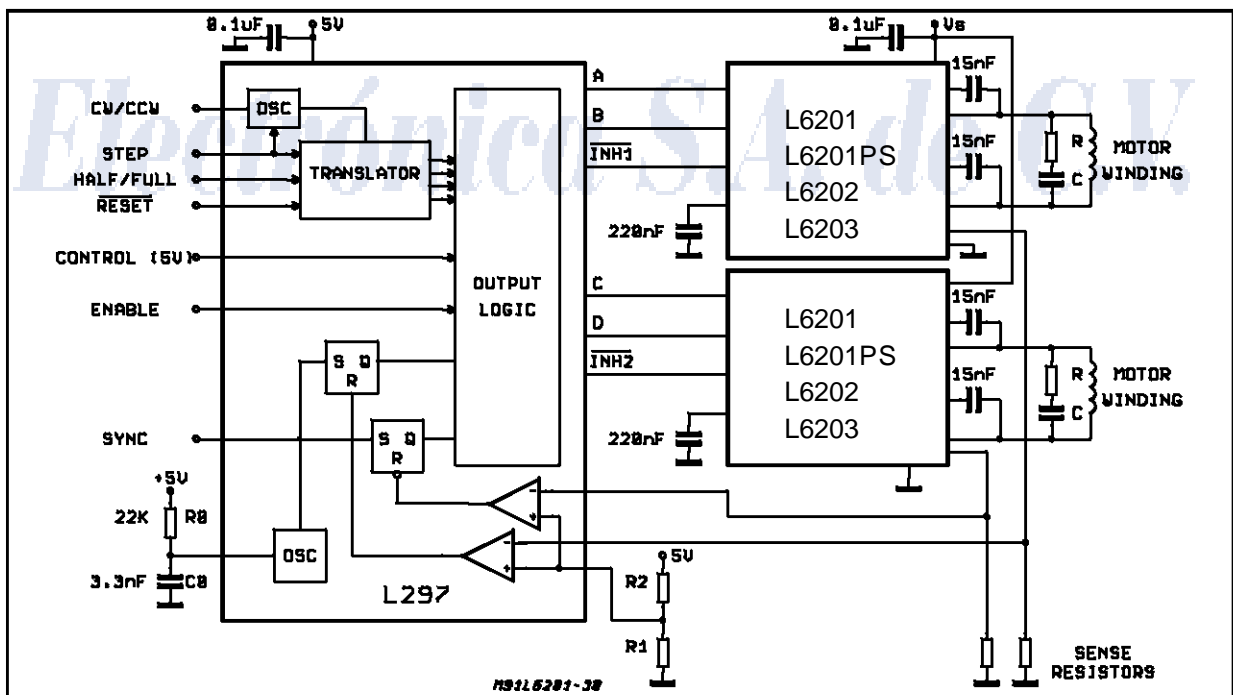 0.1uF
5V
0.1uF
Vs
15nF
Electrónica S.A. de C.V.
CW/CCW
OSC
A
B
INH1
STEP
HALF/FULL
RESET
TRANSLATOR
L6201
L6201PS
L6202
L6203
15nF
R
C
MOTOR
WINDING
220nF
CONTROL (5V)
ENABLE
OUTPUT
LOGIC
C
D
INH2
L6201
L6201PS
L6202
L6203
15nF
15nF
R
C
MOTOR
WINDING
220nF
S Q
R
SYNC
S Q
R
+5V
22K
R0
OSC
3.3nF
C0
-
+
-
+
L297
5V
R2
R1
SENSE
RESISTORS
M91L6201-38